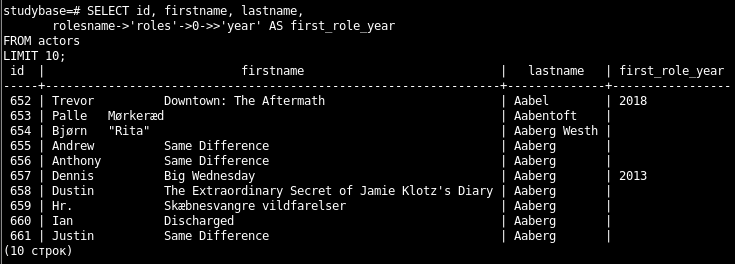 studybase=# SELECT id, firstname, lastname,
       rolesname->'roles'->0->>'year' AS first_role_year
FROM actors
LIMIT 10;
 id  |                            firstname                            |   lastname   | first_role_year
-----+-----------------------------------------------------------------+--------------+-----------------
 652 | Trevor          Downtown: The Aftermath                         | Aabel        | 2018
 653 | Palle   Mørkeræd                                                | Aabentoft    |
 654 | Bjørn   "Rita"                                                  | Aaberg Westh |
 655 | Andrew          Same Difference                                 | Aaberg       |
 656 | Anthony         Same Difference                                 | Aaberg       |
 657 | Dennis          Big Wednesday                                   | Aaberg       | 2013
 658 | Dustin          The Extraordinary Secret of Jamie Klotz's Diary | Aaberg       |
 659 | Hr.             Skæbnesvangre vildfarelser                      | Aaberg       |
 660 | Ian             Discharged                                      | Aaberg       |
 661 | Justin          Same Difference                                 | Aaberg       |
(10 строк)